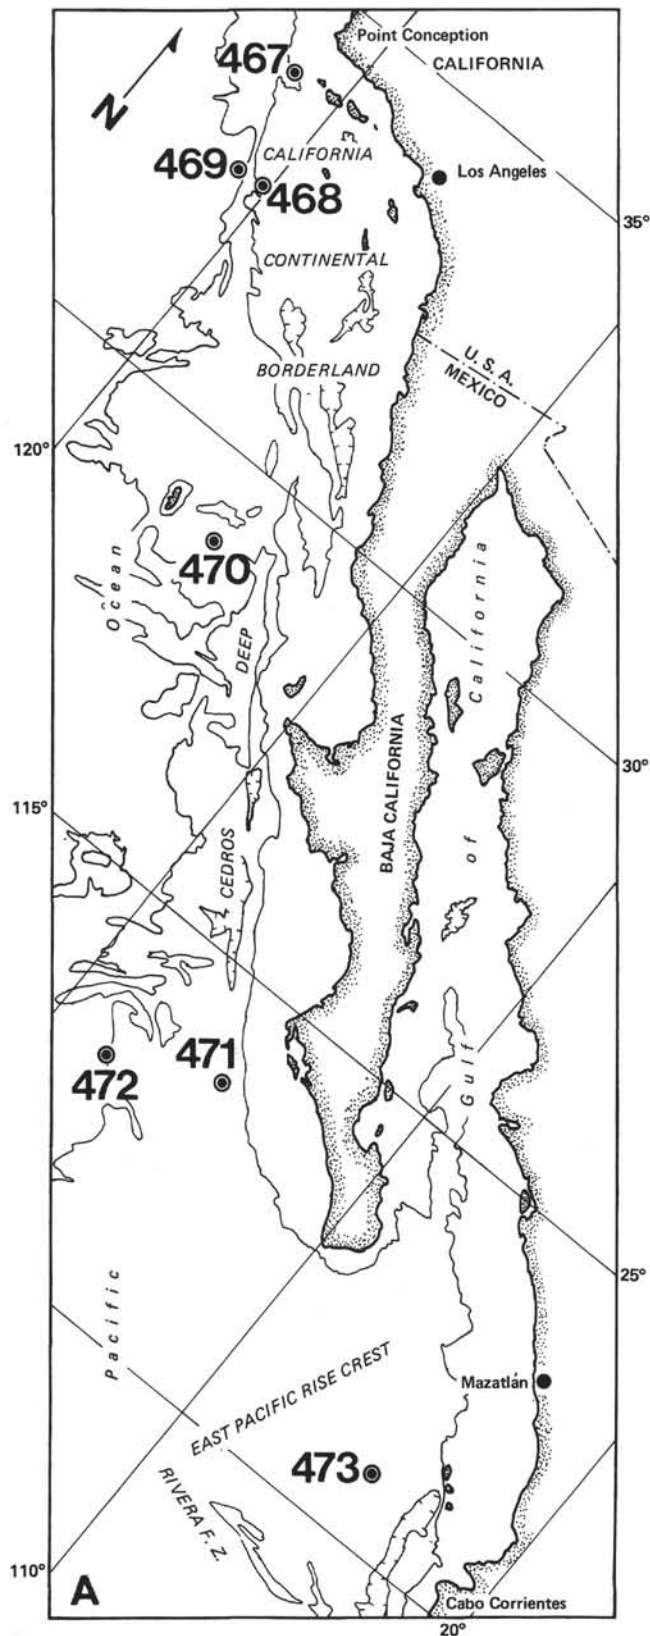 Point Conception
CALIFORNIA
467
N
469
CALIFORNIA
Los Angeles
468
35°
CONTINENTAL
U.S.A.
MEXICO
BORDERLAND
120°
470
Ocean
DEEP
California
BAJA CALIFORNIA
30°
115°
of
CEDROS
471
472
Gulf
25°
Pacific
Mazatlán
EAST PACIFIC RISE CREST
473
RIVERA F. Z.
110°
A
Cabo Corrientes
20°